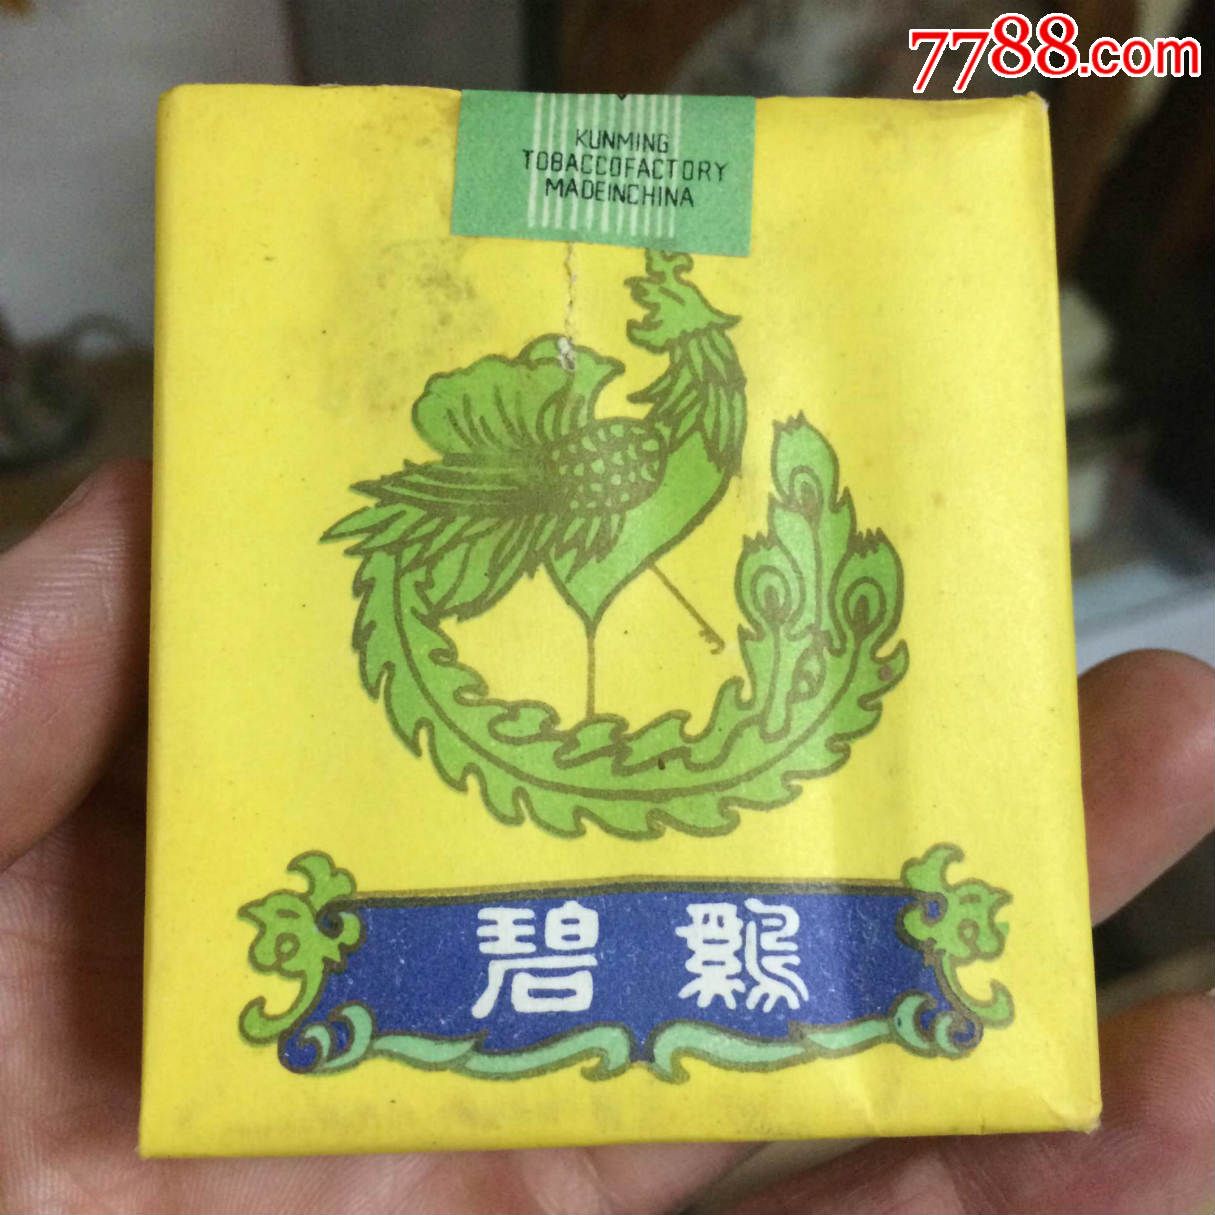 7788.com
KUNMING
TOBACCOFACTORY
MADEINCHINA
碧鷄